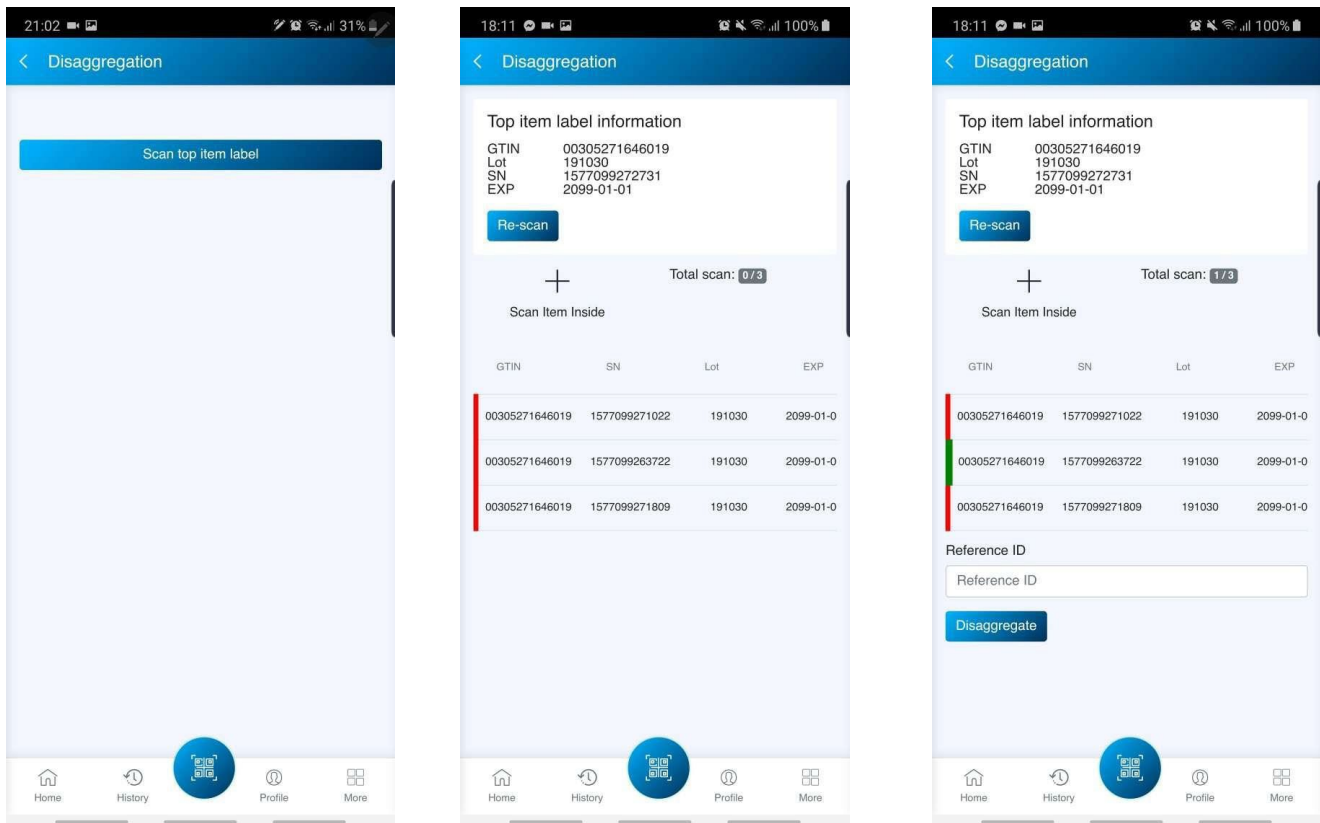 21:02 31%
Disaggregation
Scan top item label
Home History Profile More
18:11 100%
Disaggregation
Top item label information
GTIN 00305271646019
Lot 191030
SN 1577099272731
EXP 2099-01-01
Re-scan
Total scan: 0/3
Scan Item Inside
GTIN SN Lot EXP
00305271646019 1577099271022 191030 2099-01-0
00305271646019 1577099263722 191030 2099-01-0
00305271646019 1577099271809 191030 2099-01-0
Home History Profile More
18:11 100%
Disaggregation
Top item label information
GTIN 00305271646019
Lot 191030
SN 1577099272731
EXP 2099-01-01
Re-scan
Total scan: 1/3
Scan Item Inside
GTIN SN Lot EXP
00305271646019 1577099271022 191030 2099-01-0
00305271646019 1577099263722 191030 2099-01-0
00305271646019 1577099271809 191030 2099-01-0
Reference ID
Reference ID
Disaggregate
Home History Profile More